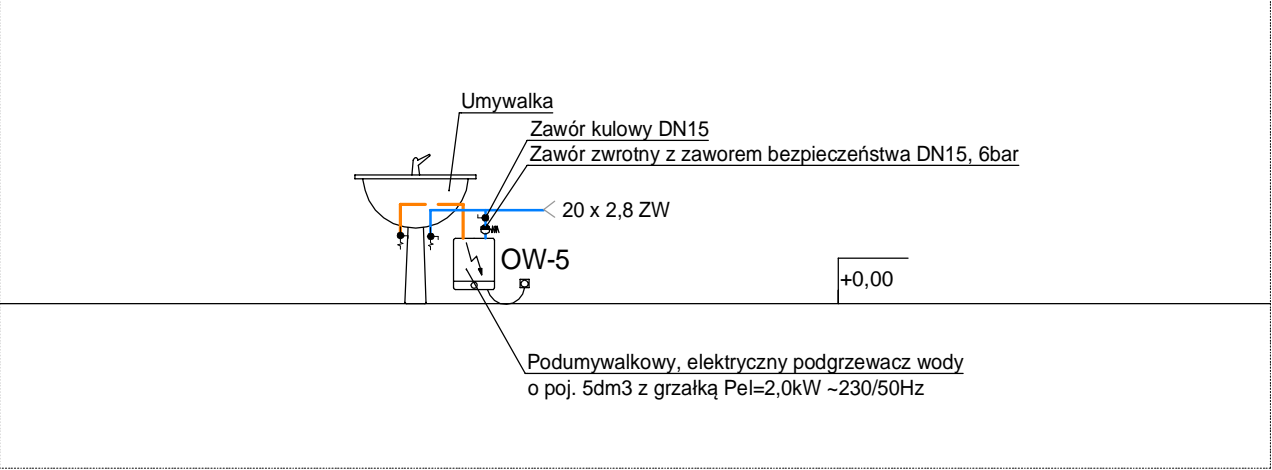 Umywalka
Zawór kulowy DN15
Zawór zwrotny z zaworem bezpieczeństwa DN15, 6bar
20 x 2,8 ZW
OW-5
+0,00
Podumywalkowy, elektryczny podgrzewacz wody
o poj. 5dm3 z grzałką Pel=2,0kW ~230/50Hz